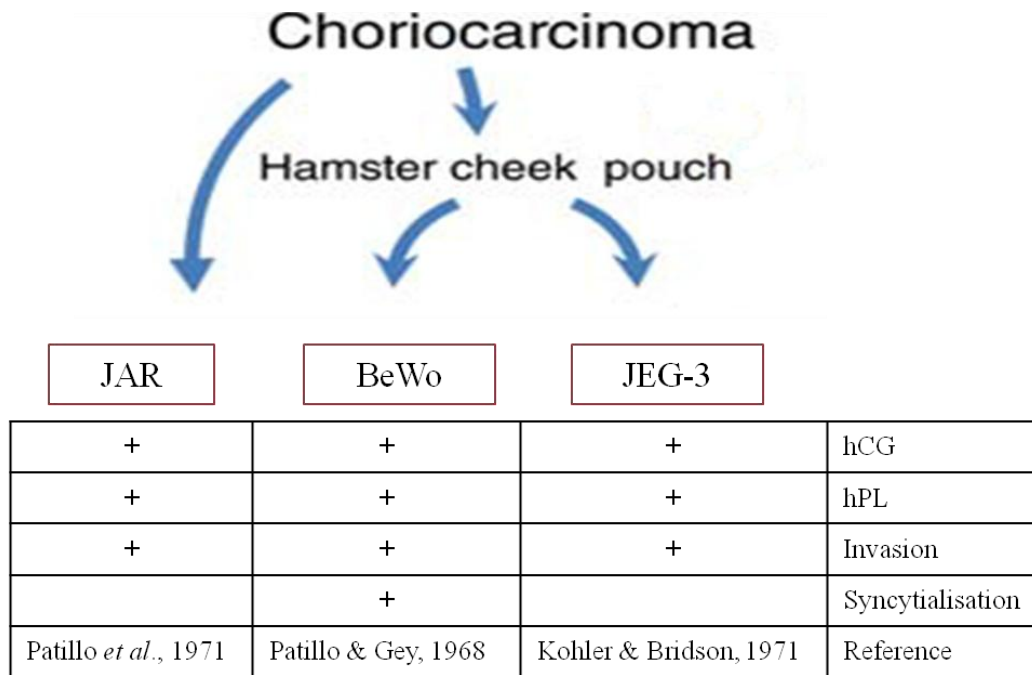 Choriocarcinoma
Hamster cheek pouch
JAR BeWo JEG-3
+ + + hCG
+ + + hPL
+ + + Invasion
+ Syncytialisation
Patillo et al., 1971 Patillo & Gey, 1968 Kohler & Bridson, 1971 Reference